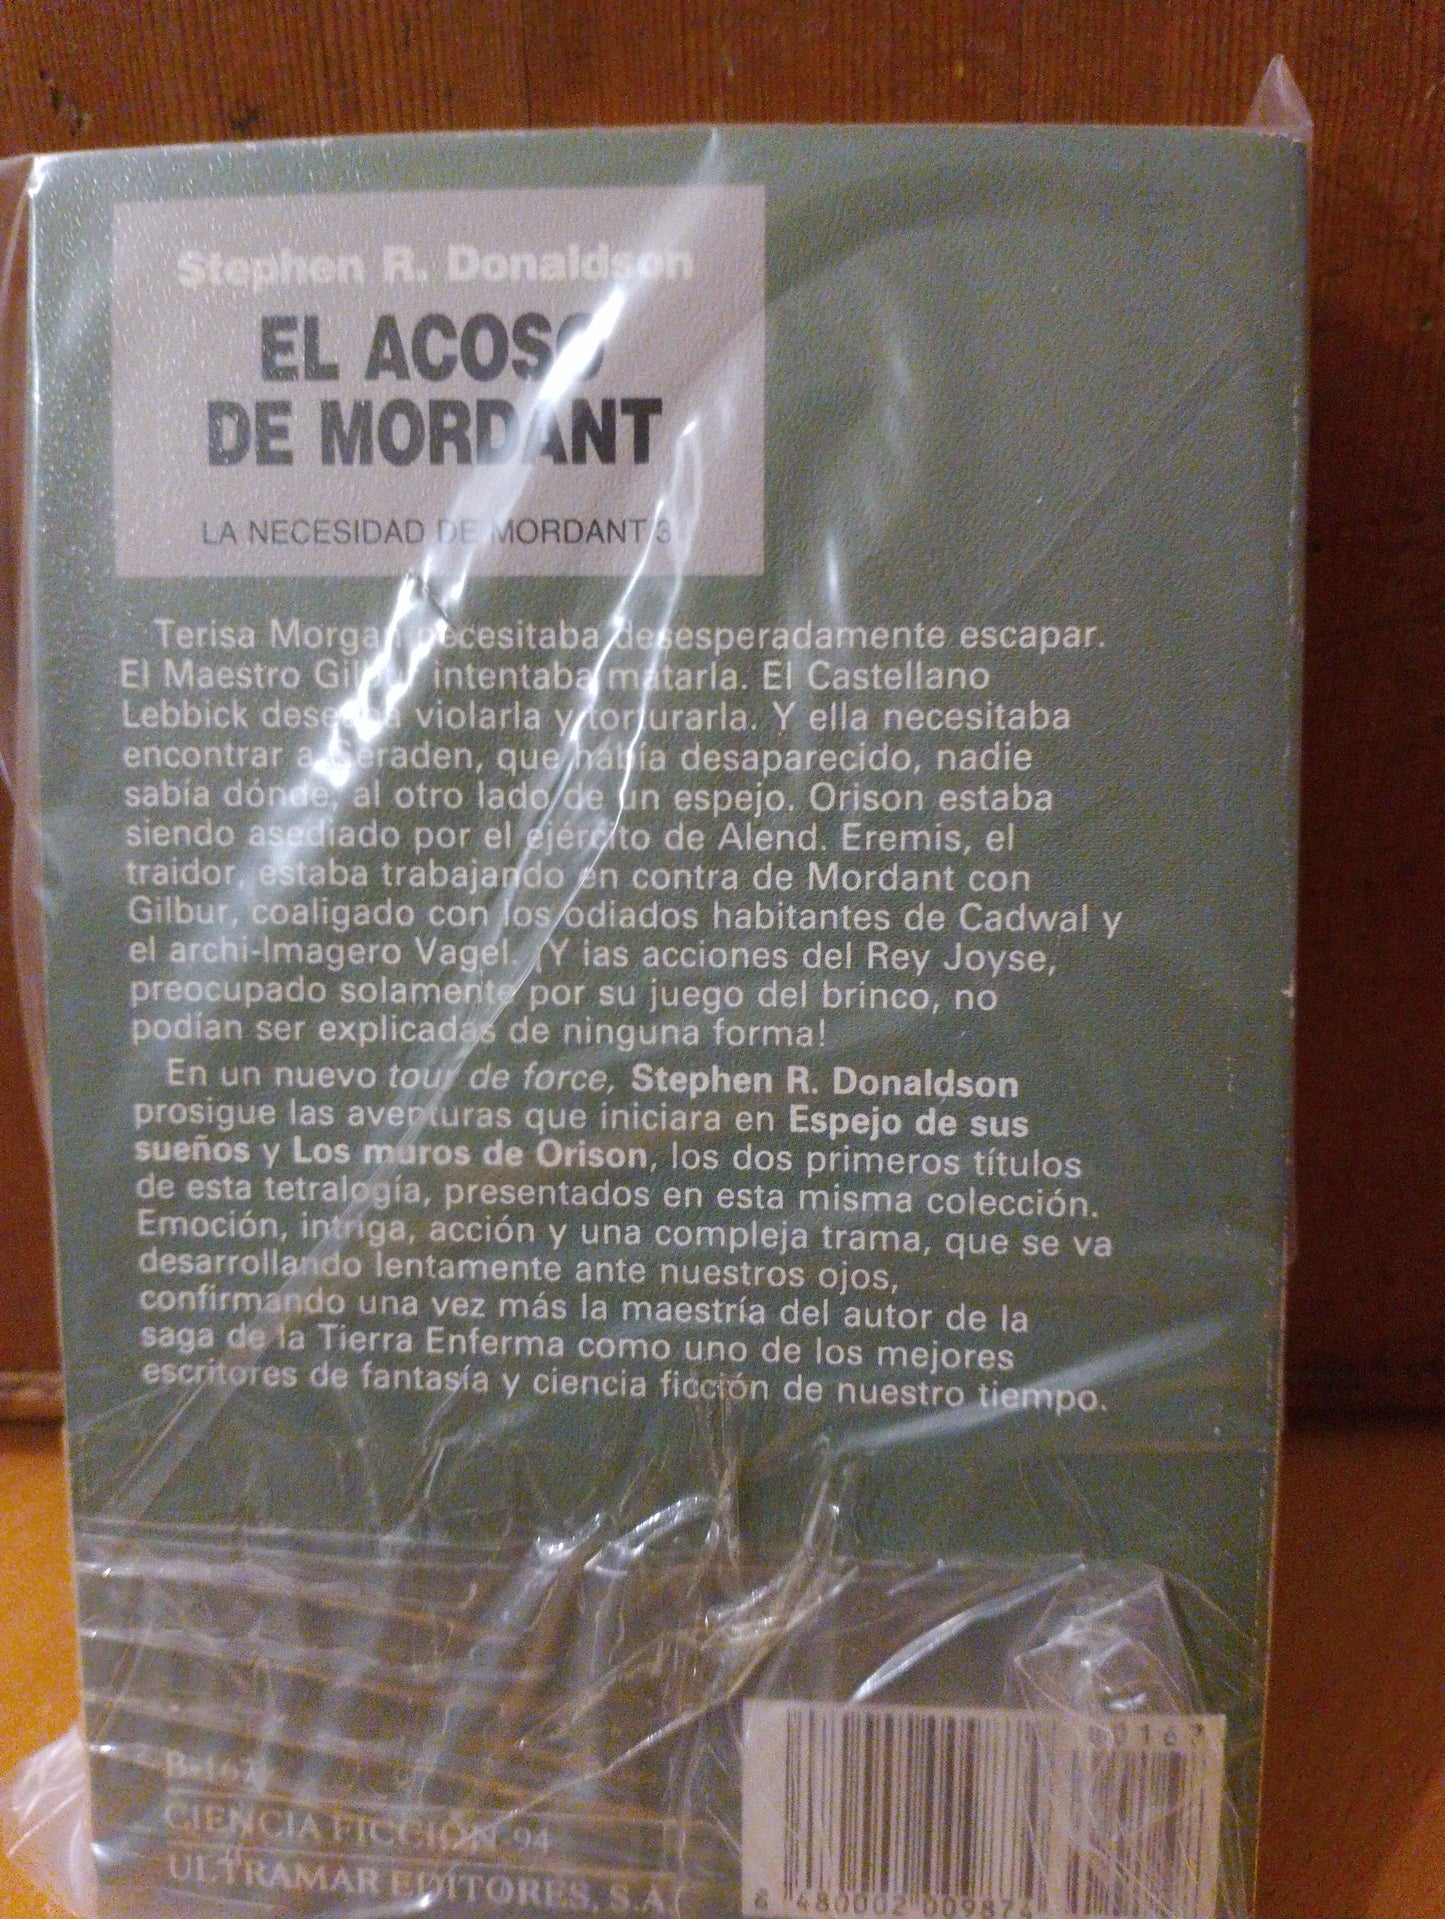 Stephen R. Donaldson
EL ACOSO
DE MORDANT
LA NECESIDAD DE MORDANT 3
Terisa Morgan necesitaba desesperadamente escapar.
El Maestro Gilbur intentaba matarla. El Castellano
Lebbick deseaba violarla y torturarla. Y ella necesitaba
encontrar a Geraden, que había desaparecido, nadie
sabía dónde, al otro lado de un espejo. Orison estaba
siendo asediado por el ejército de Alend. Eremis, el
traidor, estaba trabajando en contra de Mordant con
Gilbur, coaligado con los odiados habitantes de Cadwal y
el archi-Imagero Vagel. ¡Y las acciones del Rey Joyse,
preocupado solamente por su juego del brinco, no
podían ser explicadas de ninguna forma!
En un nuevo tour de force, Stephen R. Donaldson
prosigue las aventuras que iniciara en Espejo de sus
sueños y Los muros de Orison, los dos primeros títulos
de esta tetralogía, presentados en esta misma colección.
Emoción, intriga, acción y una compleja trama, que se va
desarrollando lentamente ante nuestros ojos,
confirmando una vez más la maestría del autor de la
saga de la Tierra Enferma como uno de los mejores
escritores de fantasía y ciencia ficción de nuestro tiempo.
B-167
CIENCIA FICCIÓN, 94
ULTRAMAR EDITORES, S.A.
00167
8 480002 009874